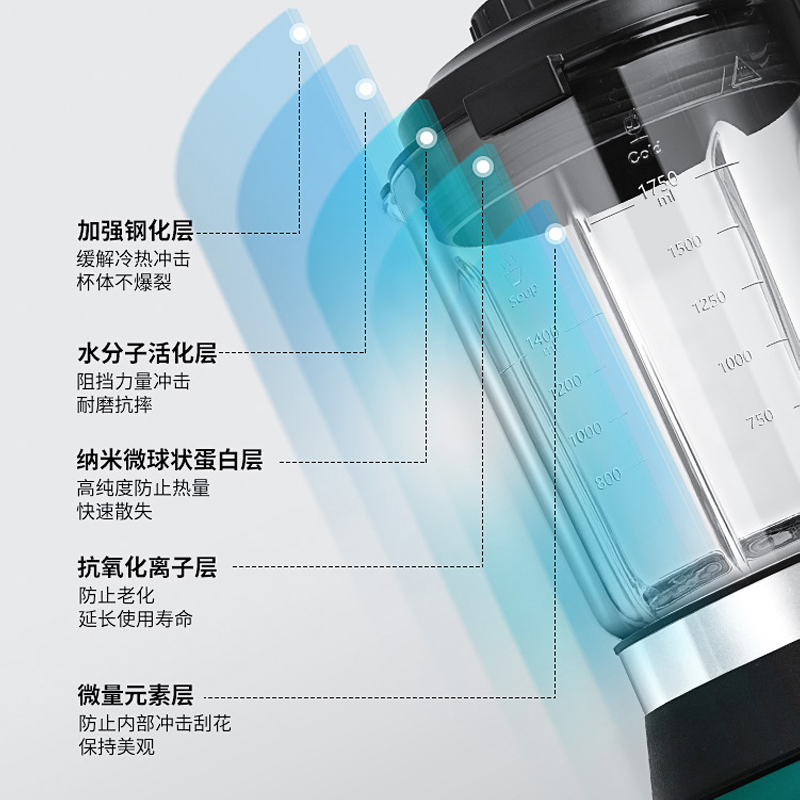 加强钢化层
缓解冷热冲击
杯体不爆裂
水分子活化层
阻挡力量冲击
耐磨抗摔
纳米微球状蛋白层
高纯度防止热量
快速散失
抗氧化离子层
防止老化
延长使用寿命
微量元素层
防止内部冲击刮花
保持美观
Cold
1750
ml
1500
1250
1000
750
Soup
1400
1200
1000
800